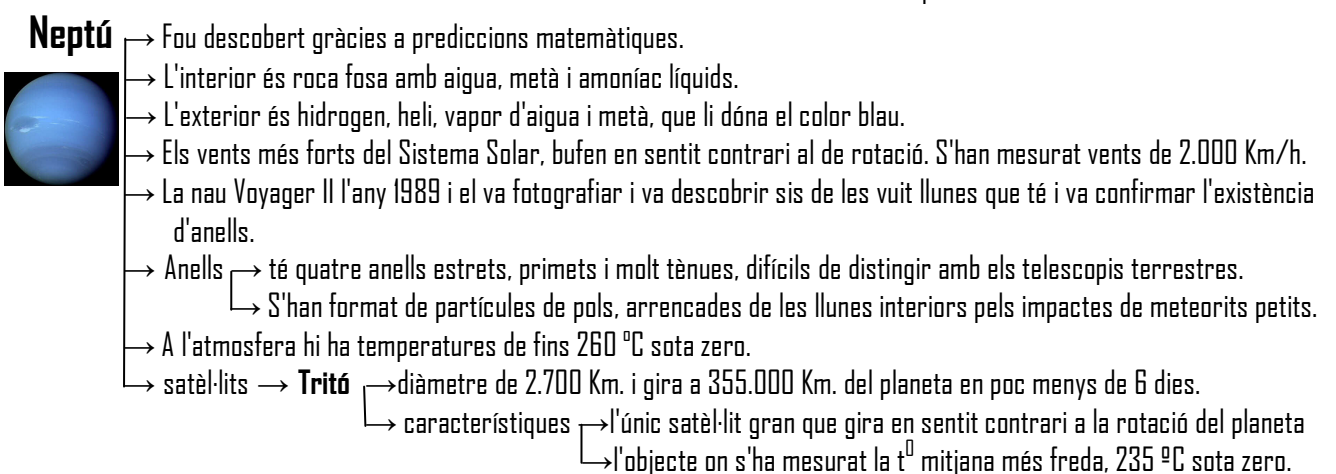 Neptú → Fou descobert gràcies a prediccions matemàtiques.
→ L'interior és roca fosa amb aigua, metà i amoníac líquids.
→ L'exterior és hidrogen, heli, vapor d'aigua i metà, que li dóna el color blau.
→ Els vents més forts del Sistema Solar, bufen en sentit contrari al de rotació. S'han mesurat vents de 2.000 Km/h.
→ La nau Voyager II l'any 1989 i el va fotografiar i va descobrir sis de les vuit llunes que té i va confirmar l'existència
d'anells.
→ Anells → té quatre anells estrets, primets i molt tènues, difícils de distingir amb els telescopis terrestres.
→ S'han format de partícules de pols, arrencades de les llunes interiors pels impactes de meteorits petits.
→ A l'atmosfera hi ha temperatures de fins 260 ºC sota zero.
→ satèl·lits → Tritó →diàmetre de 2.700 Km. i gira a 355.000 Km. del planeta en poc menys de 6 dies.
→ característiques →l'únic satèl·lit gran que gira en sentit contrari a la rotació del planeta
→l'objecte on s'ha mesurat la t⁰ mitjana més freda, 235 ºC sota zero.